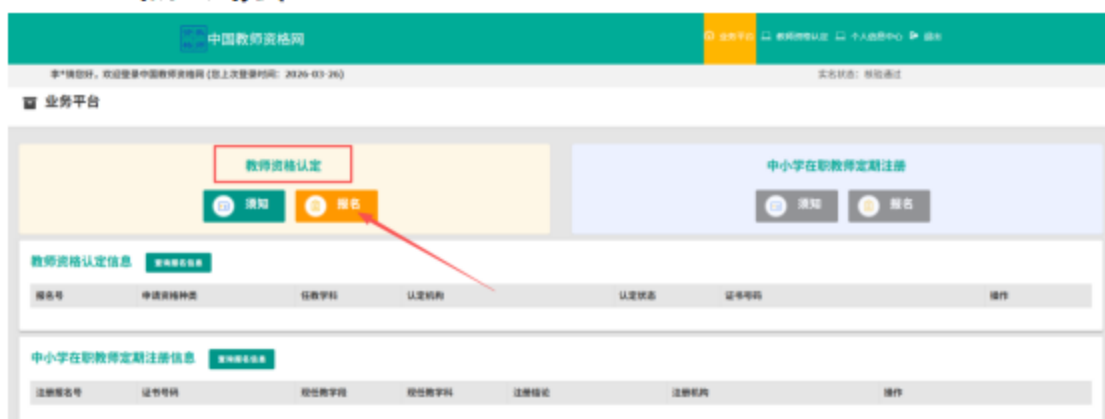 中国教师资格网
业务平台 教师资格认定 个人信息中心 退出
李*倩您好，欢迎登录中国教师资格网 (您上次登录时间：2026-03-26)
实名状态：核验通过
业务平台
教师资格认定
须知 报名
中小学在职教师定期注册
须知 报名
教师资格认定信息 查询报名信息
报名号 申请资格种类 任教学科 认定机构 认定状态 证书号码 操作
中小学在职教师定期注册信息 查询报名信息
注册报名号 证书号码 现任教学段 现任教学科 注册结论 注册机构 操作